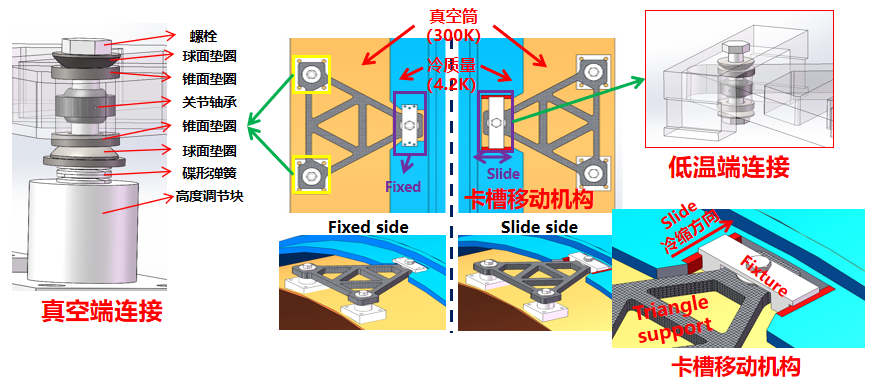 螺栓
球面垫圈
锥面垫圈
关节轴承
锥面垫圈
球面垫圈
碟形弹簧
高度调节块
真空端连接
真空筒
(300K)
冷质量
(4.2K)
Fixed
Slide
卡槽移动机构
Fixed side
Slide side
低温端连接
Slide
冷缩方向
Fixture
Triangle
support
卡槽移动机构